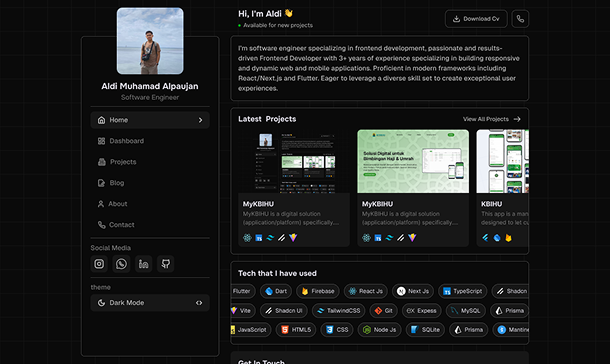 Aldi Muhamad Alpaujan
Software Engineer
Home
Dashboard
Projects
Blog
About
Contact
Social Media
theme
Dark Mode
Hi, I'm Aldi 👋
Available for new projects
Download Cv
I'm software engineer specializing in frontend development, passionate and results-
driven Frontend Developer with 3+ years of experience specializing in building responsive
and dynamic web and mobile applications. Proficient in modern frameworks including
React/Next.js and Flutter. Eager to leverage a diverse skill set to create exceptional user
experiences.
Latest Projects
View All Projects
Solusi Digital untuk
Bimbingan Haji & Umrah
MyKBIHU
MyKBIHU is a digital solution
(application/platform) specifically...
MyKBIHU
MyKBIHU is a digital solution
(application/platform) specifically...
KBIHU
This app is a man
designed to let cu
Tech that I have used
Flutter
Dart
Firebase
React Js
Next Js
TypeScript
Shadcn
Vite
Shadcn UI
TailwindCSS
Git
Expess
MySQL
Prisma
JavaScript
HTML5
CSS
Node Js
SQLite
Prisma
Mantine
Get In Touch